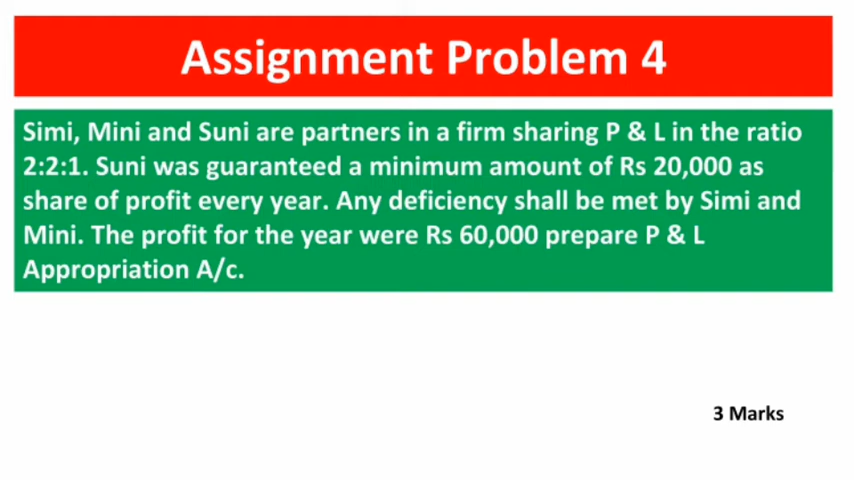 Assignment Problem 4
Simi, Mini and Suni are partners in a firm sharing P & L in the ratio
2:2:1. Suni was guaranteed a minimum amount of Rs 20,000 as
share of profit every year. Any deficiency shall be met by Simi and
Mini. The profit for the year were Rs 60,000 prepare P & L
Appropriation A/c.
3 Marks